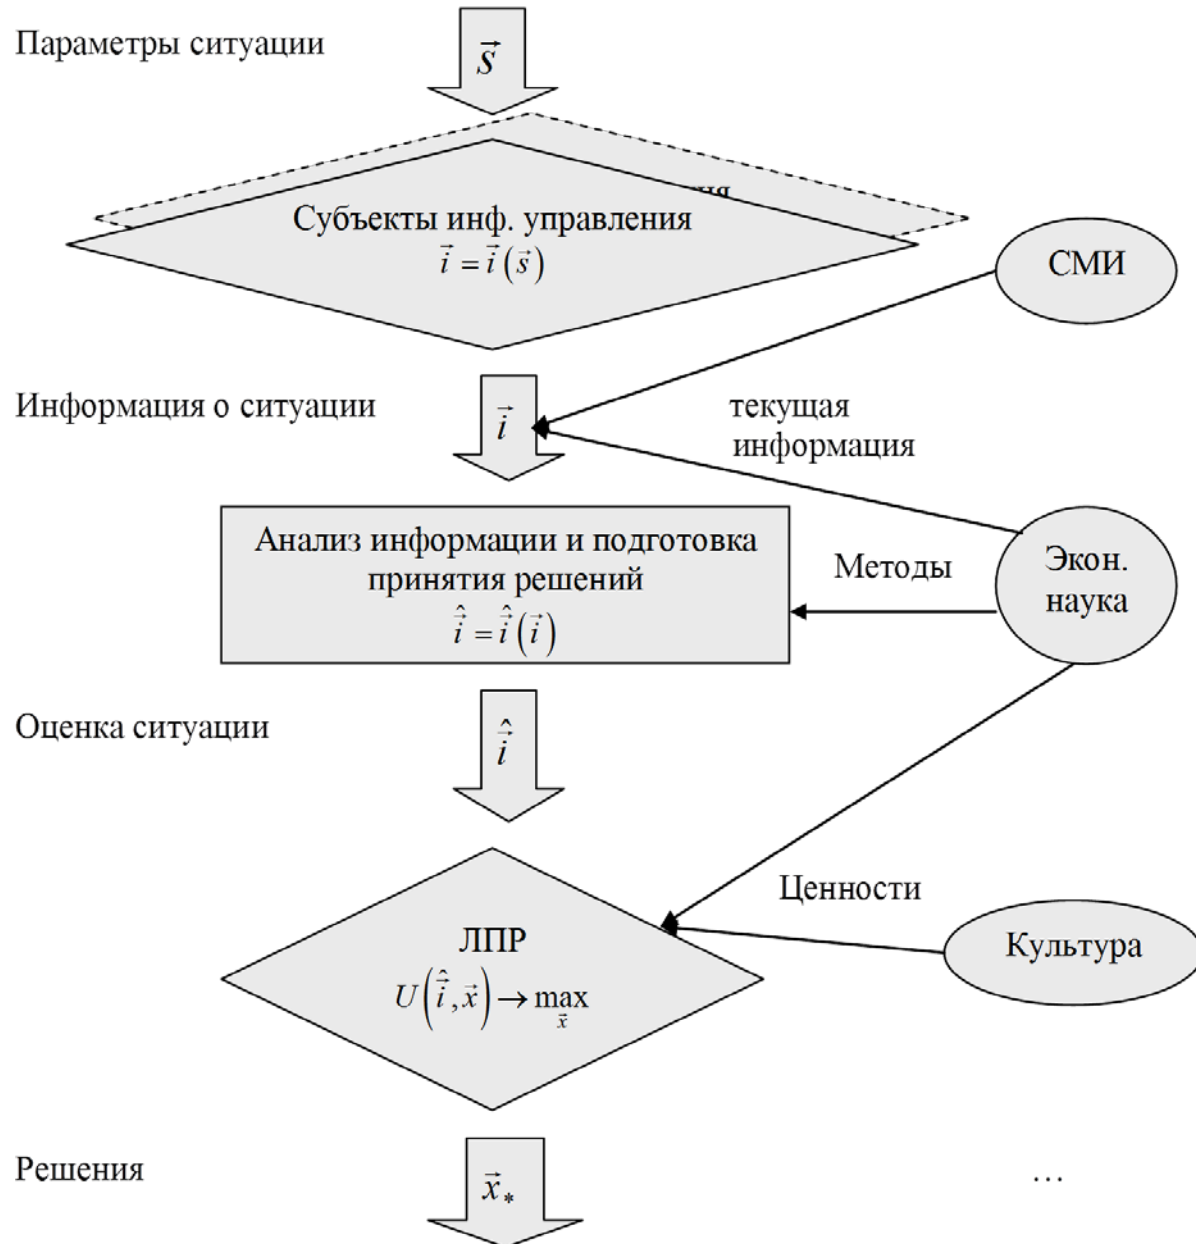 Параметры ситуации
s⃗
Субъекты инф. управления
i⃗ = i⃗(s⃗)
СМИ
Информация о ситуации
i⃗
текущая
информация
Анализ информации и подготовка
принятия решений
î⃗ = î⃗(i⃗)
Методы
Экон.
наука
Оценка ситуации
î⃗
Ценности
ЛПР
U(î⃗, x⃗) → max
x⃗
Культура
Решения
x⃗*
…